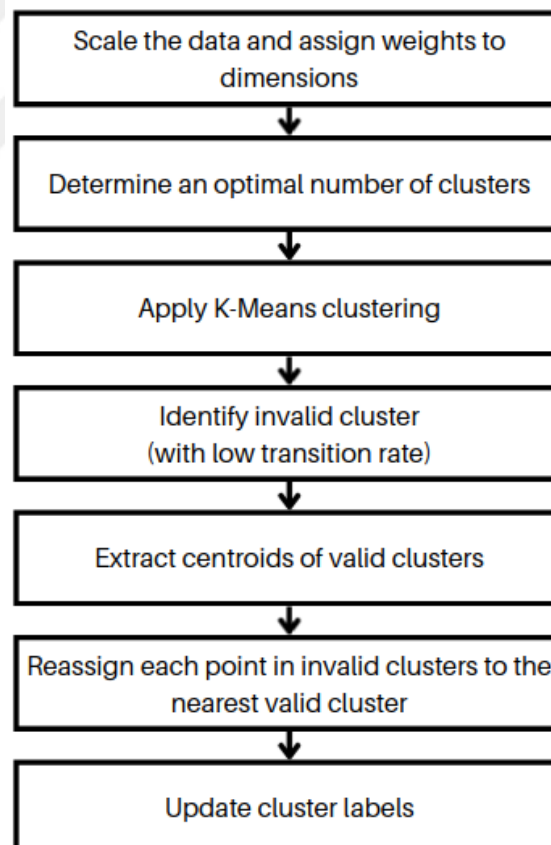 Scale the data and assign weights to
dimensions
Determine an optimal number of clusters
Apply K-Means clustering
Identify invalid cluster
(with low transition rate)
Extract centroids of valid clusters
Reassign each point in invalid clusters to the
nearest valid cluster
Update cluster labels